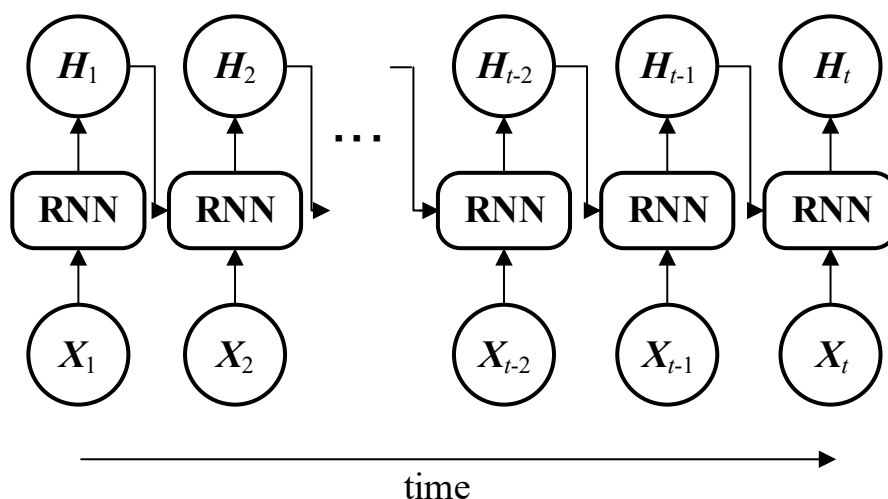 H₁ H₂ Hₜ₋₂ Hₜ₋₁ Hₜ
...
RNN RNN RNN RNN RNN
X₁ X₂ Xₜ₋₂ Xₜ₋₁ Xₜ
time